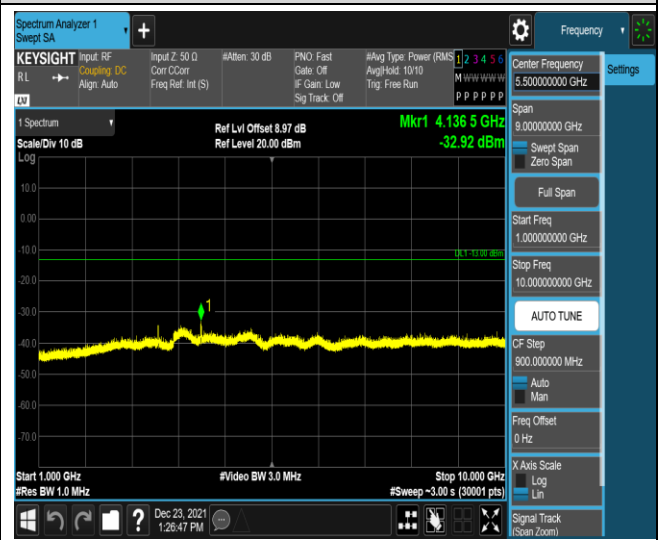 Spectrum Analyzer 1
Swept SA
+
Frequency
KEYSIGHT
RL
LXI
Input: RF
Coupling: DC
Align: Auto
Input Z: 50 Ω
Corr CCorr
Freq Ref: Int (S)
#Atten: 30 dB
PNO: Fast
Gate: Off
IF Gain: Low
Sig Track: Off
#Avg Type: Power (RMS
Avg|Hold: 10/10
Trig: Free Run
1 2 3 4 5 6
M W W W W W
P P P P P P
1 Spectrum
Scale/Div 10 dB
Log
Ref Lvl Offset 8.97 dB
Ref Level 20.00 dBm
Mkr1 4.136 5 GHz
-32.92 dBm
10.0
0.00
-10.0
DL1 -13.00 dBm
-20.0
-30.0
1
-40.0
-50.0
-60.0
-70.0
Start 1.000 GHz
#Res BW 1.0 MHz
#Video BW 3.0 MHz
Stop 10.000 GHz
#Sweep ~3.00 s (30001 pts)
Dec 23, 2021
1:26:47 PM
?
Center Frequency
5.500000000 GHz
Settings
Span
9.00000000 GHz
Swept Span
Zero Span
Full Span
Start Freq
1.000000000 GHz
Stop Freq
10.000000000 GHz
AUTO TUNE
CF Step
900.000000 MHz
Auto
Man
Freq Offset
0 Hz
X Axis Scale
Log
Lin
Signal Track
(Span Zoom)